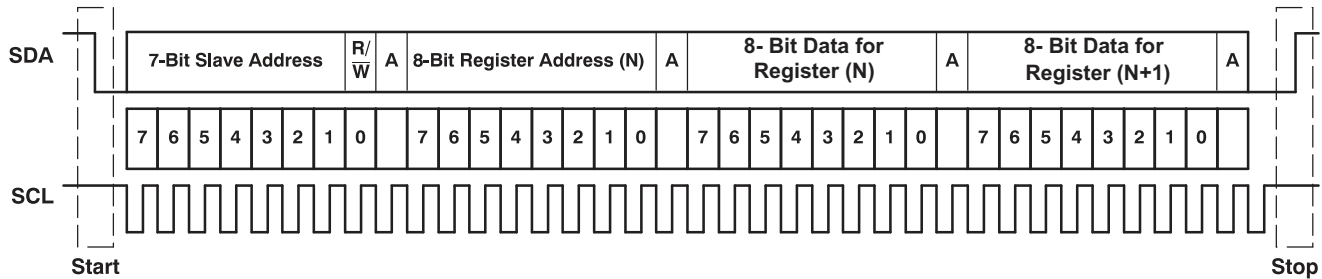 SDA
7-Bit Slave Address
R/
W
A
8-Bit Register Address (N)
A
8- Bit Data for
Register (N)
A
8- Bit Data for
Register (N+1)
A
7 6 5 4 3 2 1 0 7 6 5 4 3 2 1 0 7 6 5 4 3 2 1 0 7 6 5 4 3 2 1 0
SCL
Start
Stop